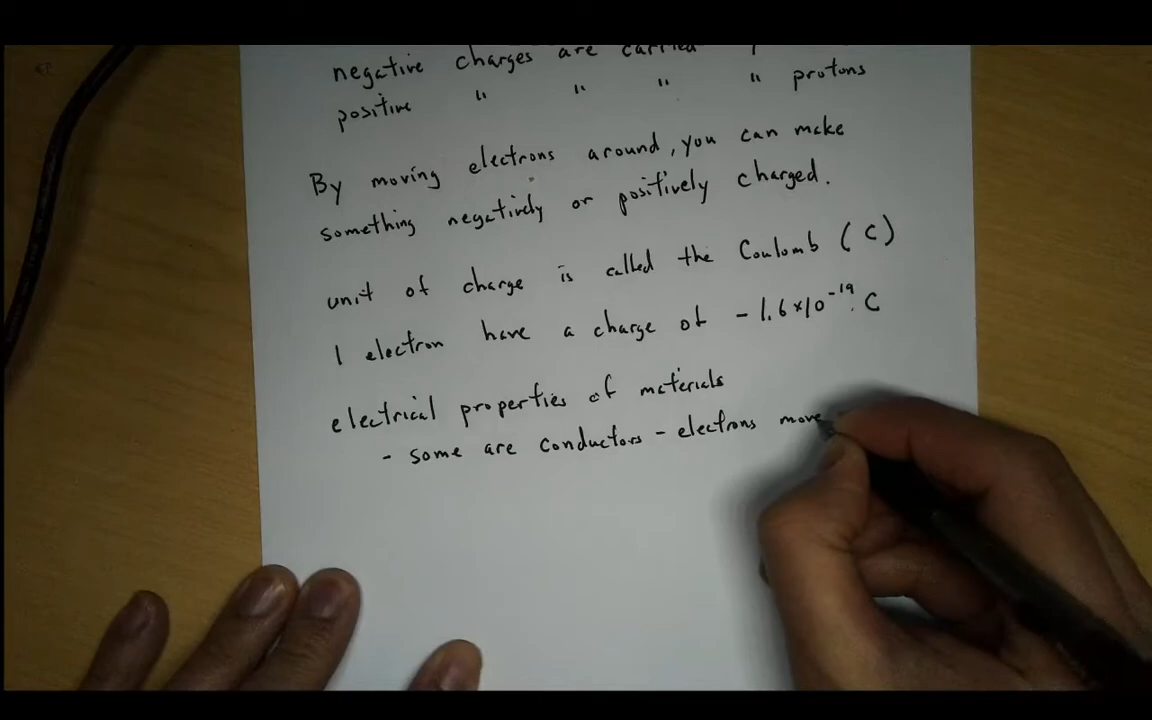 negative charges are carried
positive " " " " protons
By moving electrons around, you can make
something negatively or positively charged.
unit of charge is called the Coulomb (C)
1 electron have a charge of -1.6×10⁻¹⁹ C
electrical properties of materials
- some are conductors - electrons move